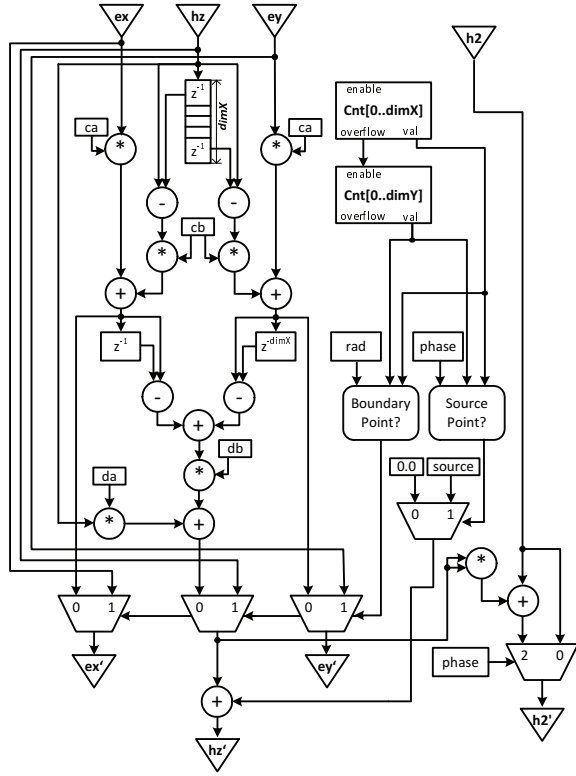 ex hz ey
h2
z⁻¹
dimX
enable
Cnt[0..dimX]
overflow val
ca * * ca
z⁻¹
enable
Cnt[0..dimY]
overflow val
- -
cb
* *
+ +
z⁻¹ z⁻ᵈⁱᵐˣ
rad phase
- -
Boundary Point?
Source Point?
+
db
*
0.0 source
da
* +
0 1
*
+
0 1 0 1 0 1
2 0
phase
ex‘ ey‘
+
h2'
hz‘